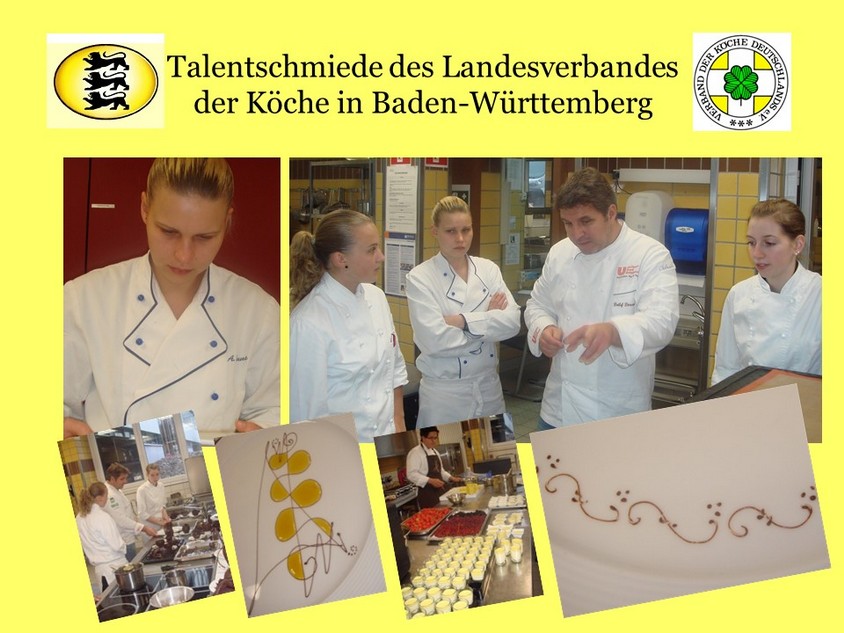 Talentschmiede des Landesverbandes
der Köche in Baden-Württemberg
VERBAND DER KÖCHE DEUTSCHLANDS e.V.